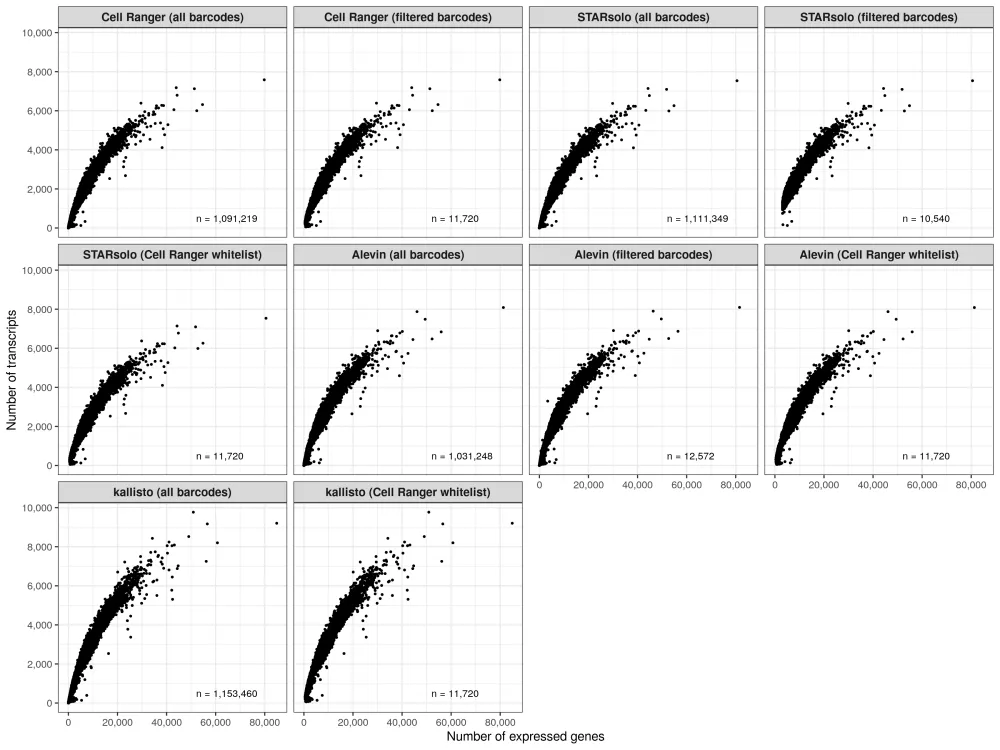 Cell Ranger (all barcodes) Cell Ranger (filtered barcodes) STARsolo (all barcodes) STARsolo (filtered barcodes)
10,000
8,000
6,000
4,000
2,000
0
n = 1,091,219 n = 11,720 n = 1,111,349 n = 10,540
STARsolo (Cell Ranger whitelist) Alevin (all barcodes) Alevin (filtered barcodes) Alevin (Cell Ranger whitelist)
10,000
8,000
6,000
4,000
2,000
0
Number of transcripts
n = 11,720 n = 1,031,248 n = 12,572 n = 11,720
0 20,000 40,000 60,000 80,000 0 20,000 40,000 60,000 80,000
kallisto (all barcodes) kallisto (Cell Ranger whitelist)
10,000
8,000
6,000
4,000
2,000
0
n = 1,153,460 n = 11,720
0 20,000 40,000 60,000 80,000 0 20,000 40,000 60,000 80,000
Number of expressed genes